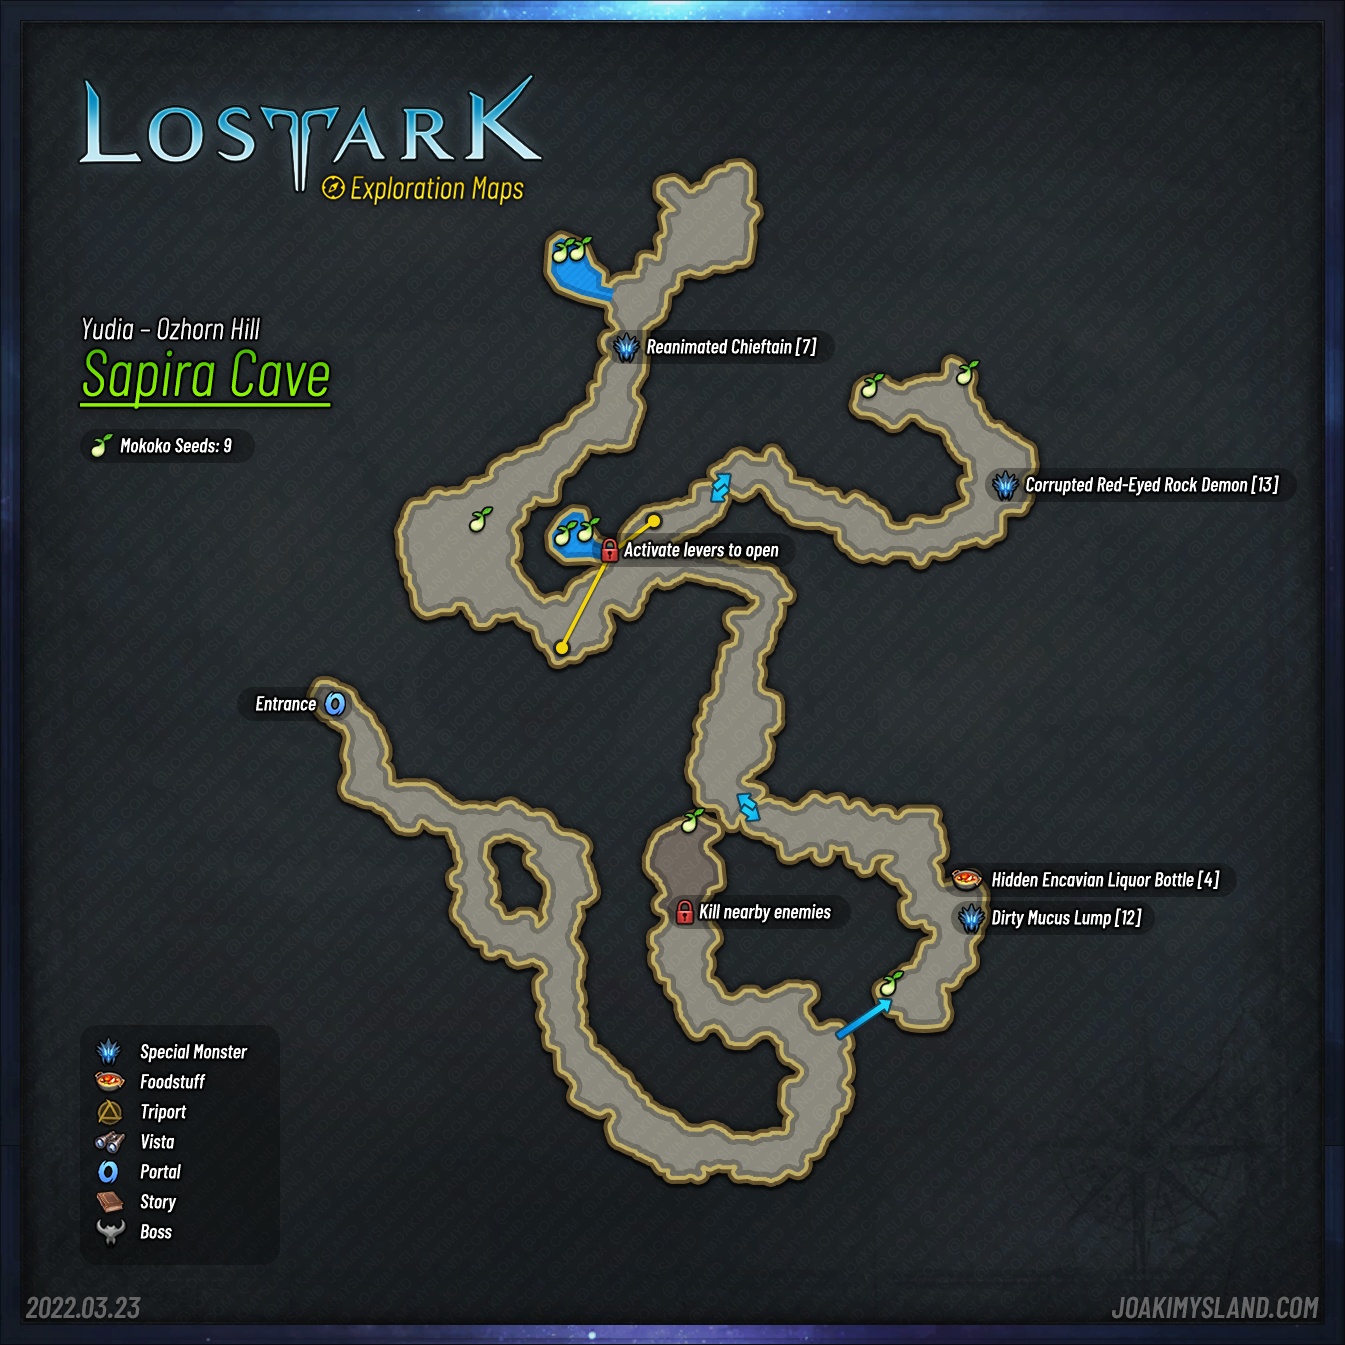 LOST ARK
Exploration Maps
Yudia – Ozhorn Hill
Sapira Cave
Mokoko Seeds: 9
Reanimated Chieftain [7]
Corrupted Red-Eyed Rock Demon [13]
Activate levers to open
Entrance
Hidden Encavian Liquor Bottle [4]
Kill nearby enemies
Dirty Mucus Lump [12]
Special Monster
Foodstuff
Triport
Vista
Portal
Story
Boss
2022.03.23
JOAKIMYSLAND.COM